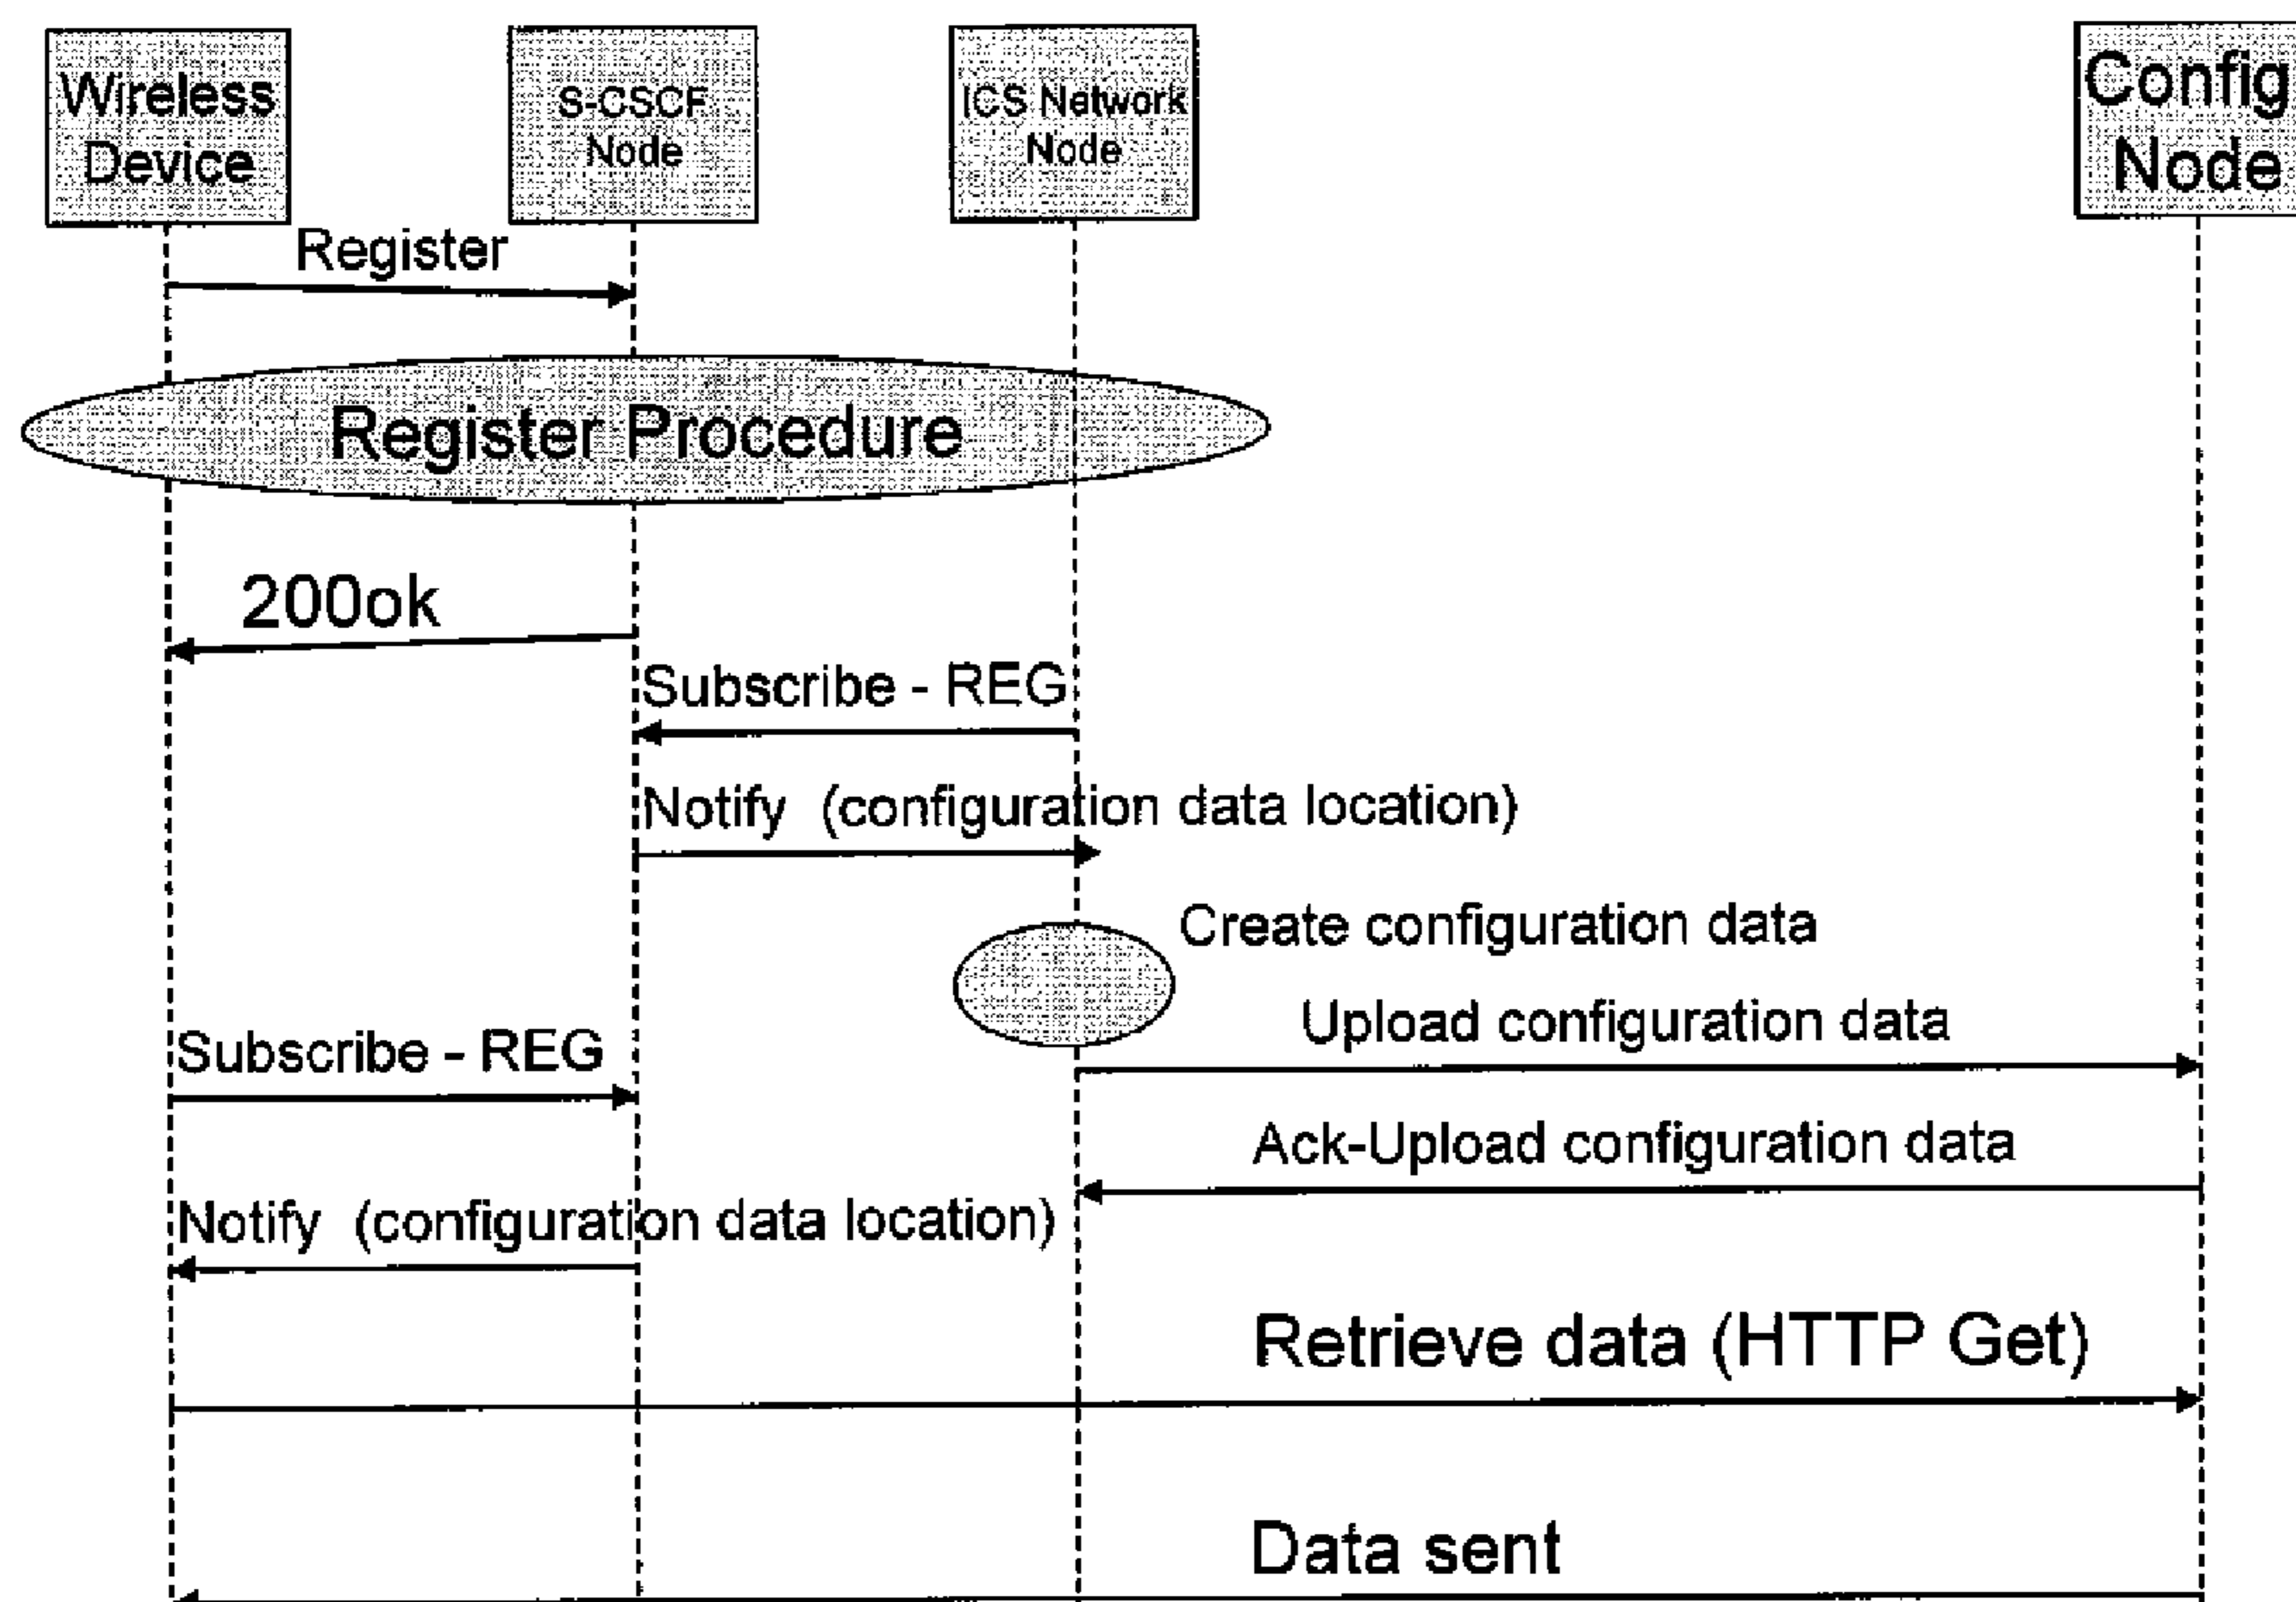 Wireless
Device
S-CSCF
Node
ICS Network
Node
Config
Node
Register
Register Procedure
200ok
Subscribe - REG
Notify (configuration data location)
Create configuration data
Upload configuration data
Subscribe - REG
Ack-Upload configuration data
Notify (configuration data location)
Retrieve data (HTTP Get)
Data sent